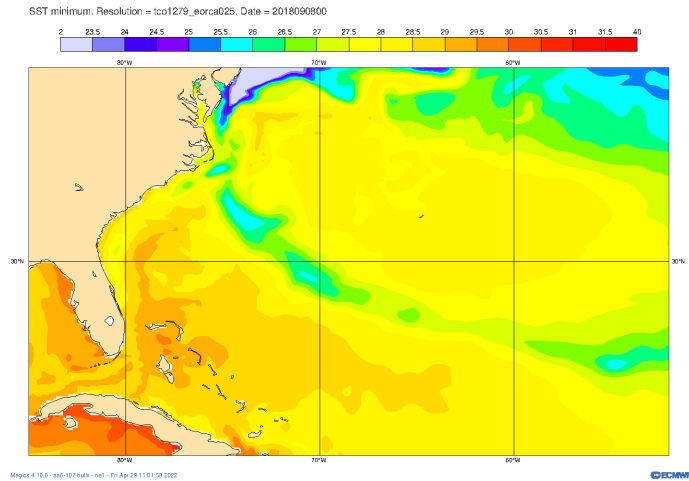 SST minimum. Resolution = tco1279_eorca025. Date = 2018090800
2 23.5 24 24.5 25 25.5 26 26.5 27 27.5 28 28.5 29 29.5 30 30.5 31 31.5 40
80°W 70°W 60°W
30°N 30°N
80°W 70°W 60°W
Magics 4.10.0 - aa6-107.bullx - ne1 - Fri Apr 29 11:01:53 2022
ECMWF